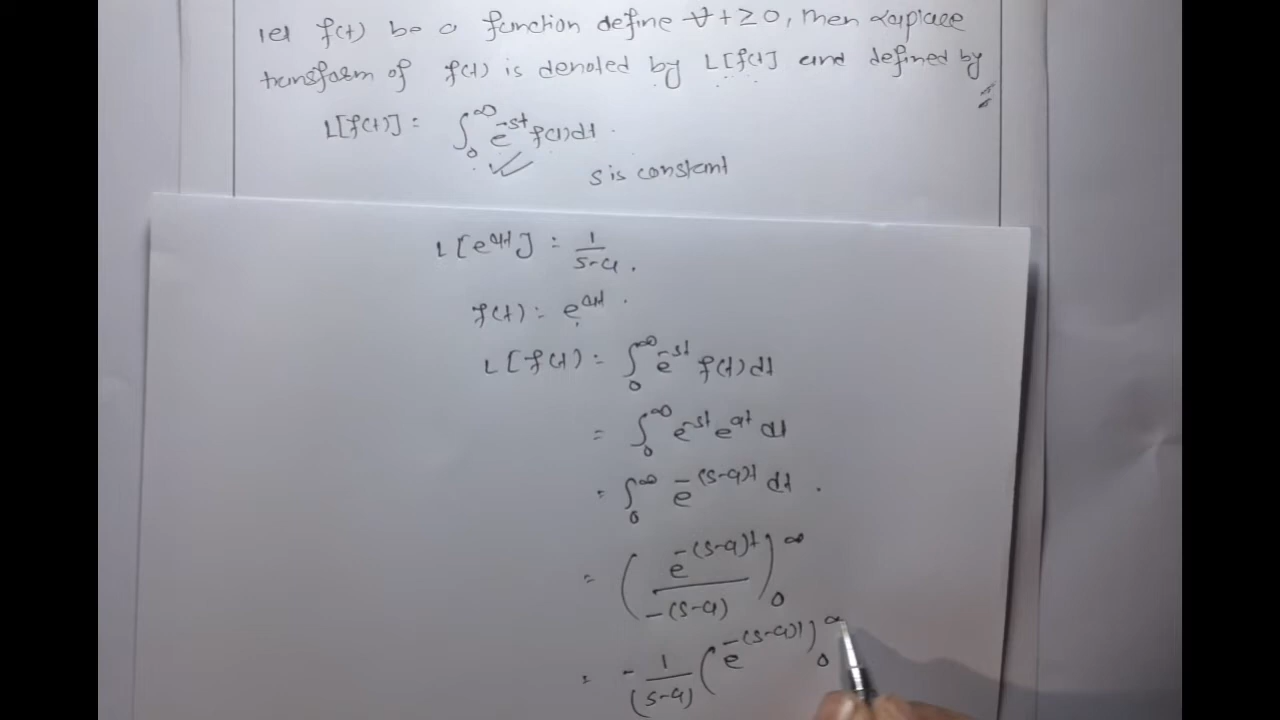 let f(t) be a function define ∀ t ≥ 0, then Laplace
transform of f(t) is denoted by L[f(t)] and defined by
L[f(t)] = ∫₀^∞ e^-st f(t) dt.
s is constant
L[e^at] = 1/(s-a).
f(t) = e^at.
L[f(t) = ∫₀^∞ e^-st f(t) dt
= ∫₀^∞ e^-st e^at dt
= ∫₀^∞ e^-(s-a)t dt.
= (e^-(s-a)t / -(s-a))₀^∞
= -1/(s-a) (e^-(s-a)t)₀^∞